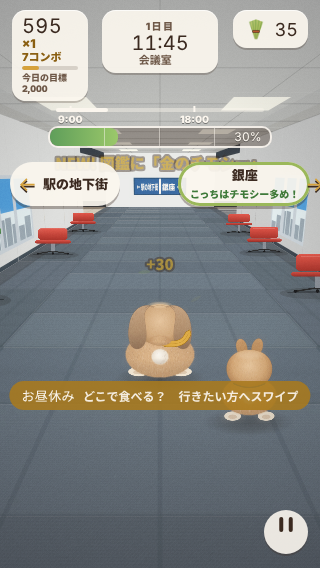 595
×1
7コンボ
今日の目標
2,000
1日目
11:45
会議室
35
9:00
18:00
30%
← 駅の地下街
銀座
銀座 →
こっちはチモシー多め！
+30
お昼休み どこで食べる？ 行きたい方へスワイプ